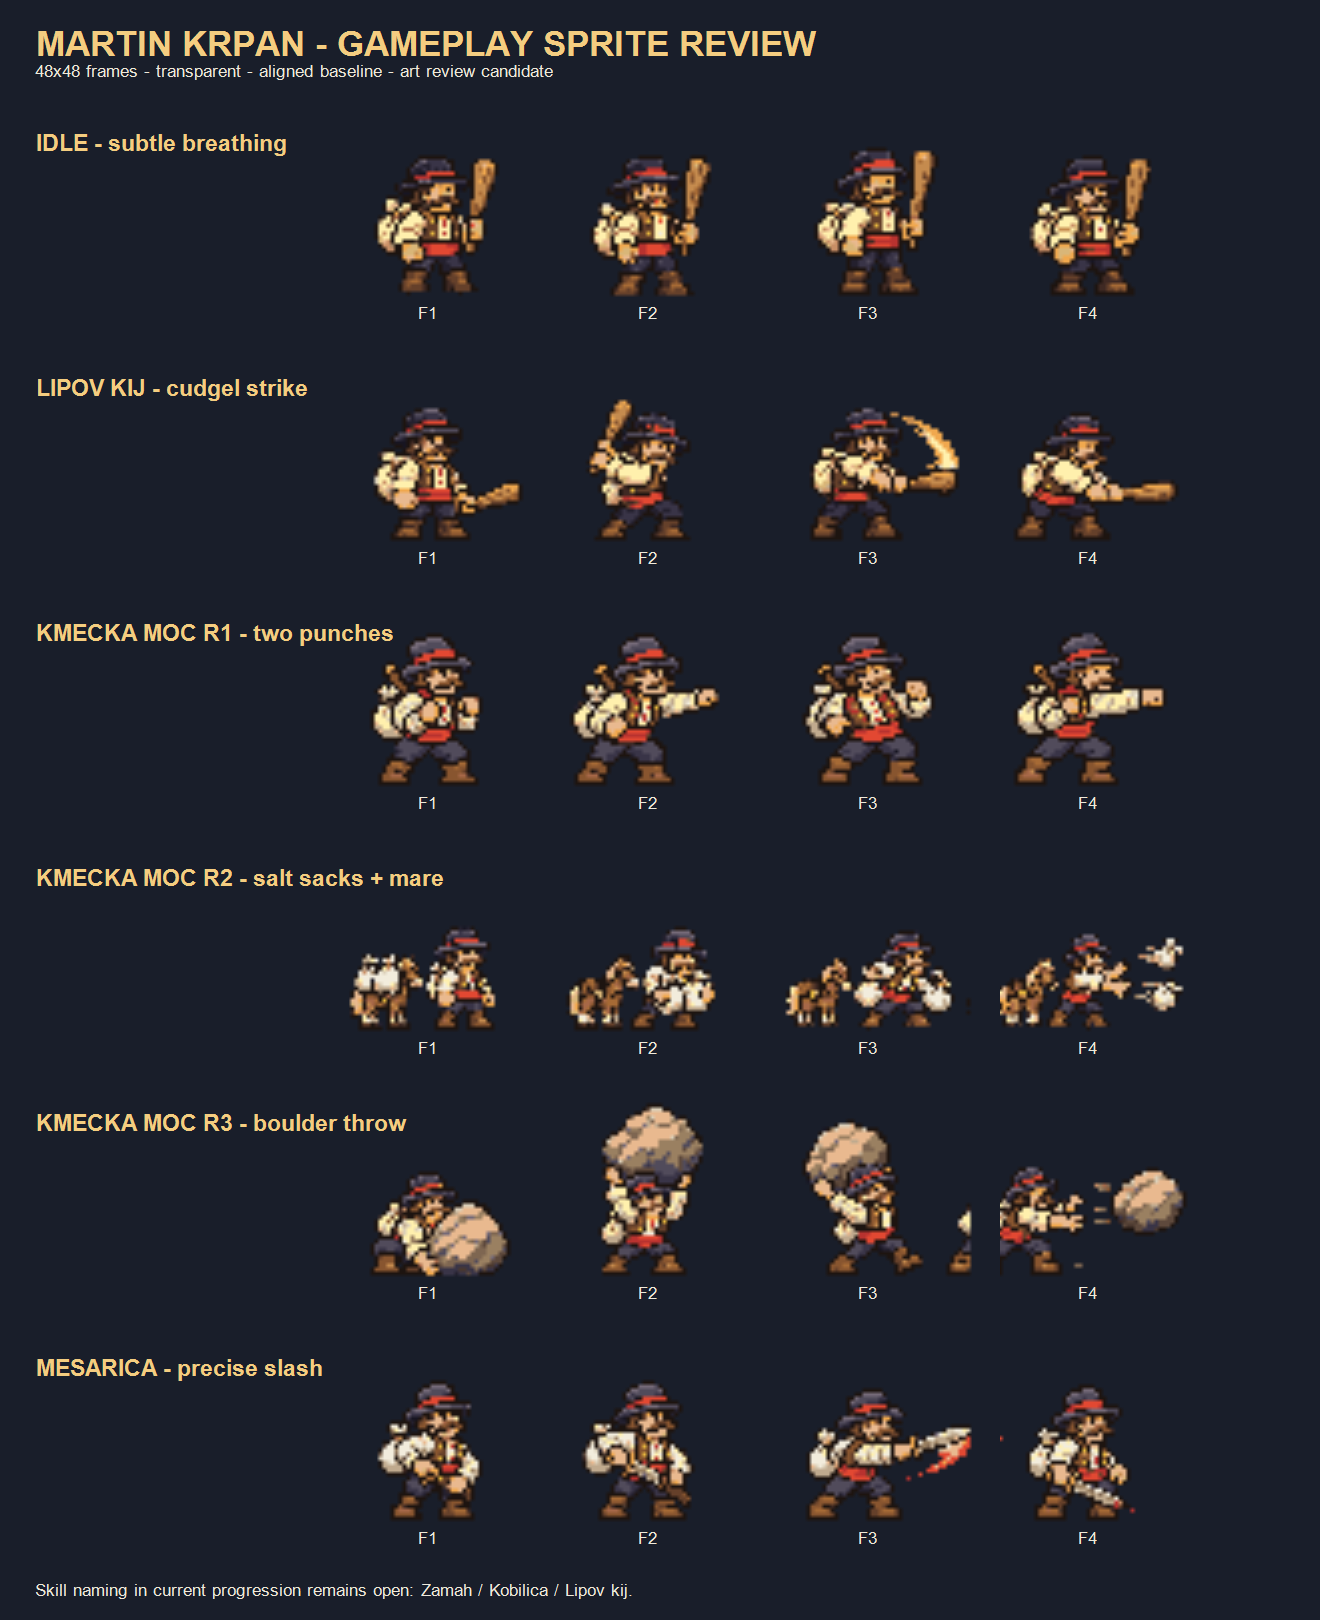 MARTIN KRPAN - GAMEPLAY SPRITE REVIEW
48x48 frames - transparent - aligned baseline - art review candidate
IDLE - subtle breathing
F1 F2 F3 F4
LIPOV KIJ - cudgel strike
F1 F2 F3 F4
KMECKA MOC R1 - two punches
F1 F2 F3 F4
KMECKA MOC R2 - salt sacks + mare
F1 F2 F3 F4
KMECKA MOC R3 - boulder throw
F1 F2 F3 F4
MESARICA - precise slash
F1 F2 F3 F4
Skill naming in current progression remains open: Zamah / Kobilica / Lipov kij.